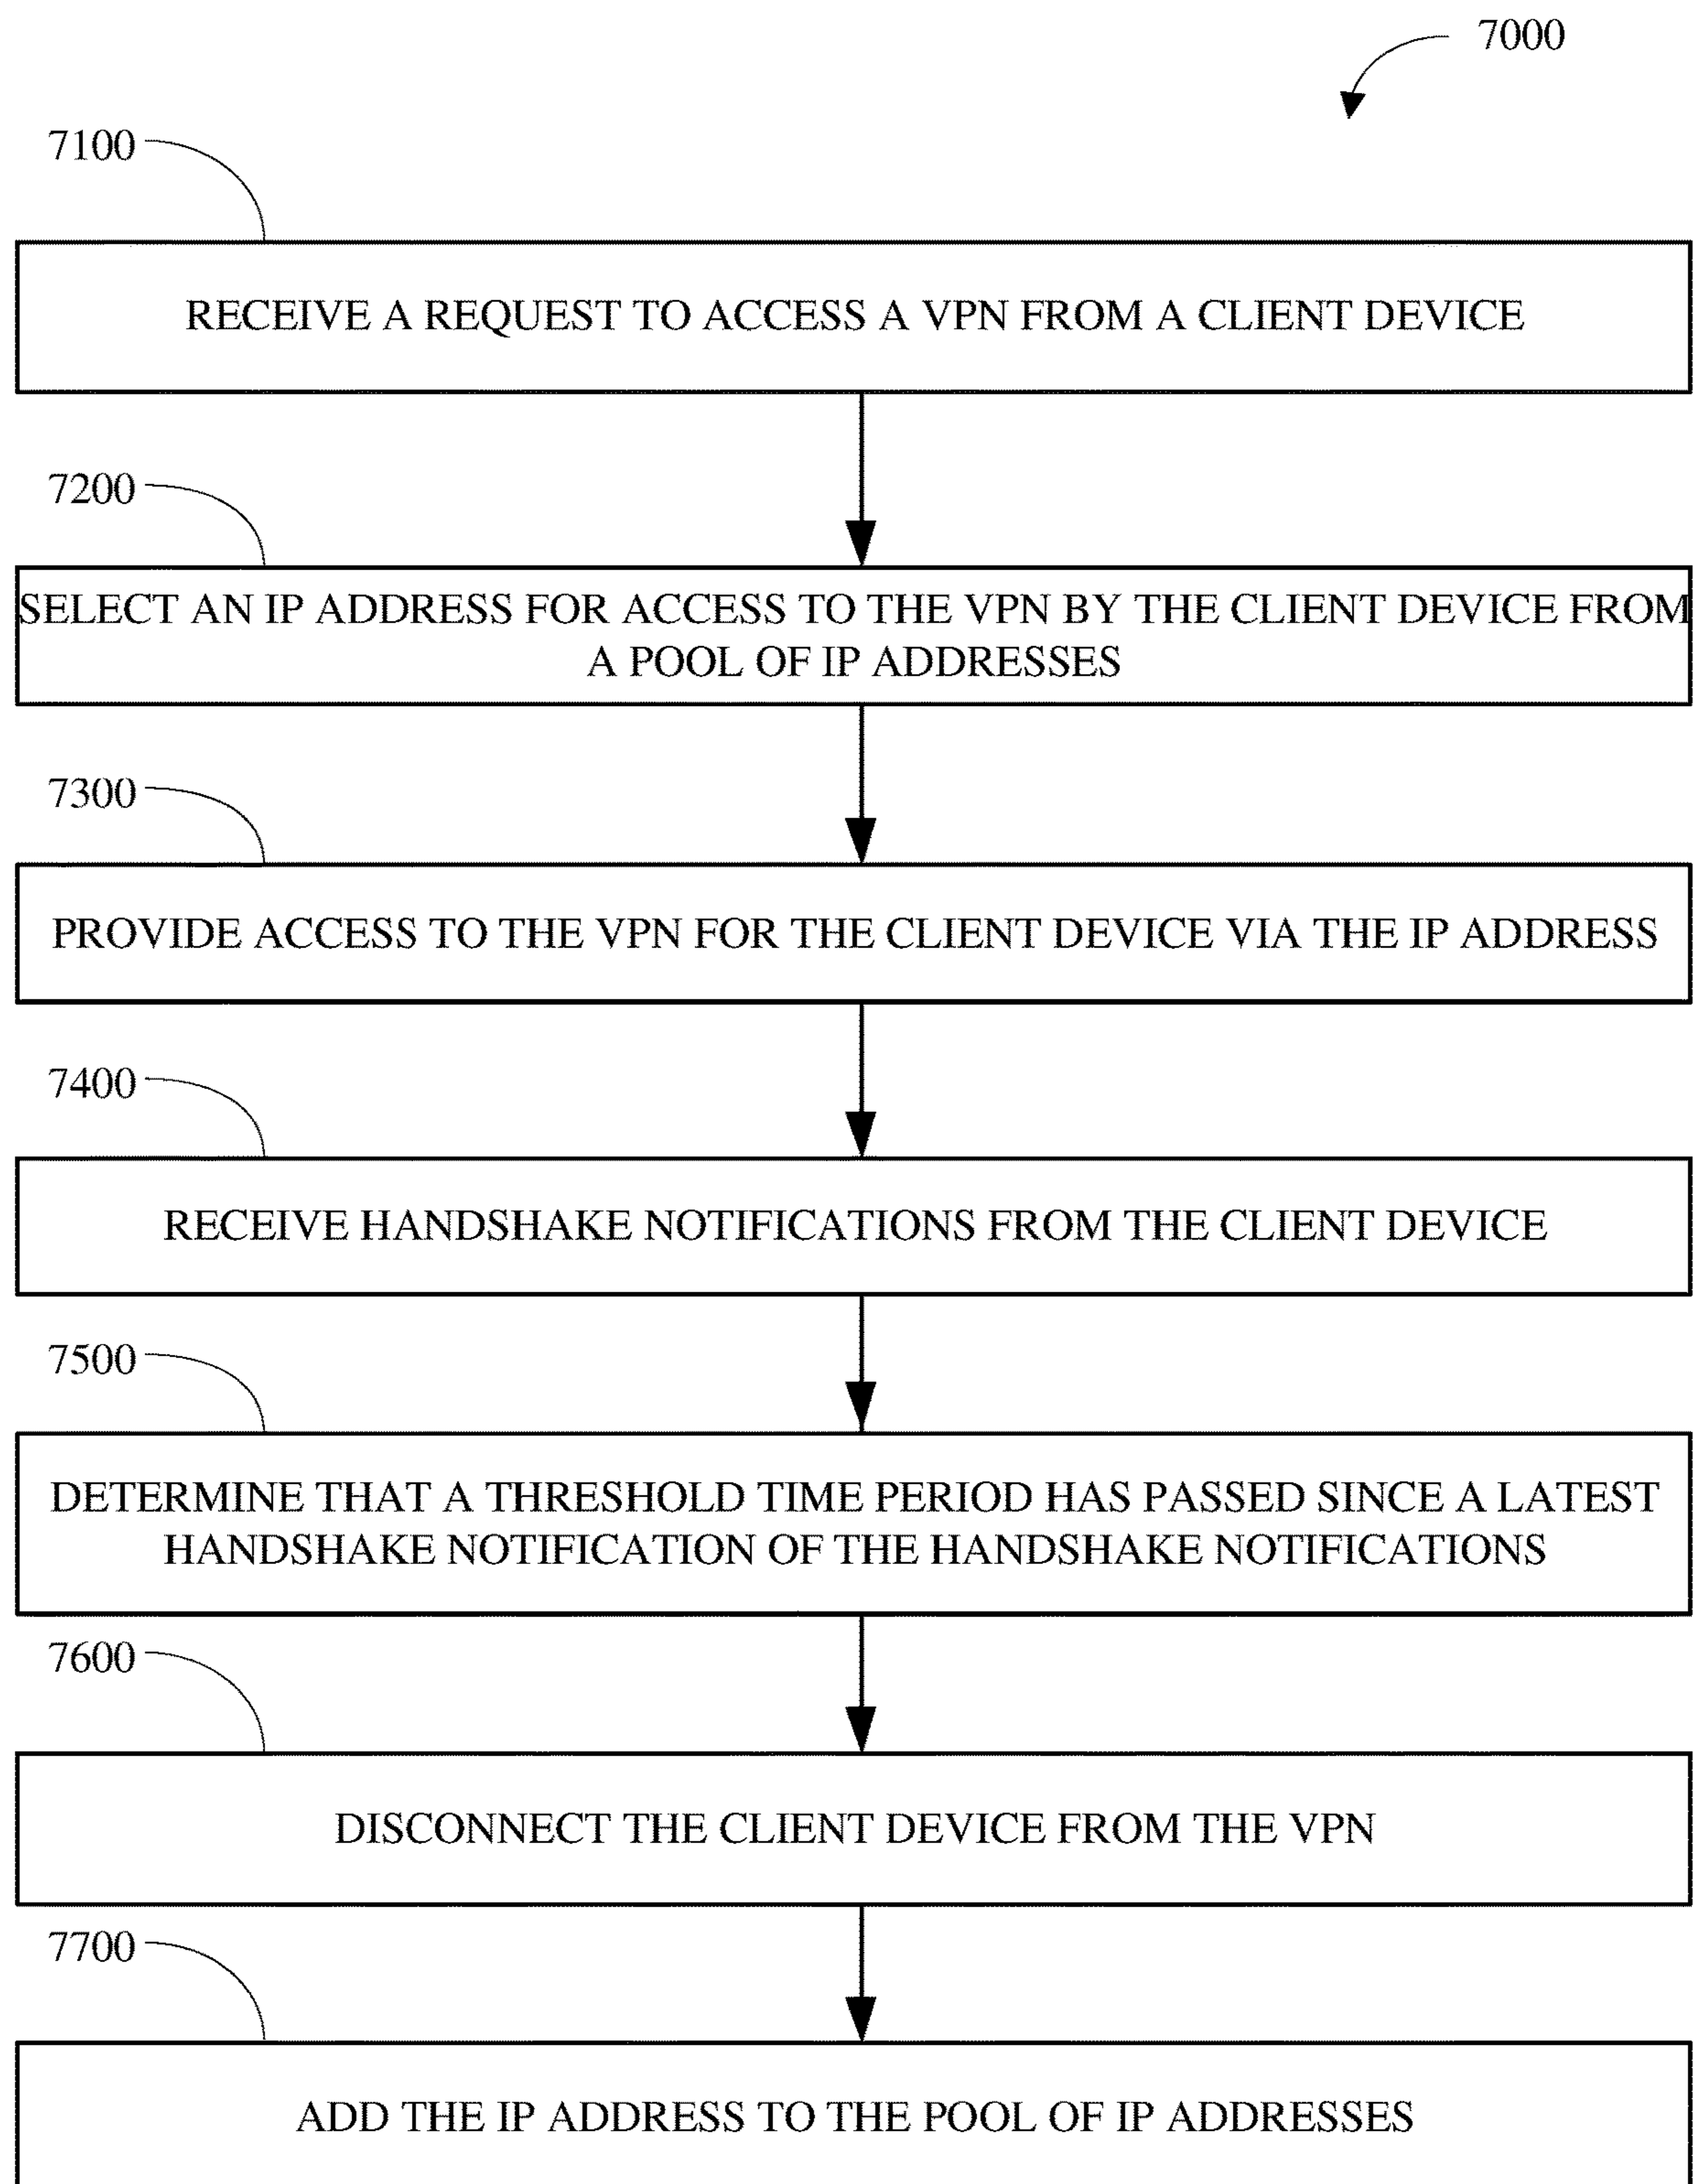 7000
7100
RECEIVE A REQUEST TO ACCESS A VPN FROM A CLIENT DEVICE
7200
SELECT AN IP ADDRESS FOR ACCESS TO THE VPN BY THE CLIENT DEVICE FROM
A POOL OF IP ADDRESSES
7300
PROVIDE ACCESS TO THE VPN FOR THE CLIENT DEVICE VIA THE IP ADDRESS
7400
RECEIVE HANDSHAKE NOTIFICATIONS FROM THE CLIENT DEVICE
7500
DETERMINE THAT A THRESHOLD TIME PERIOD HAS PASSED SINCE A LATEST
HANDSHAKE NOTIFICATION OF THE HANDSHAKE NOTIFICATIONS
7600
DISCONNECT THE CLIENT DEVICE FROM THE VPN
7700
ADD THE IP ADDRESS TO THE POOL OF IP ADDRESSES